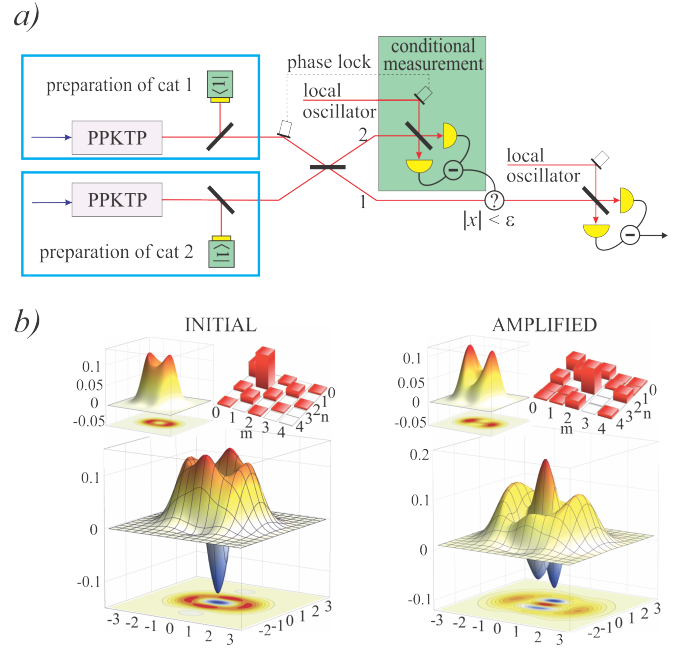 a)
preparation of cat 1
|1⟩
PPKTP
phase lock
conditional
measurement
local
oscillator
2
PPKTP
1
|x| < ε
?
local
oscillator
preparation of cat 2
|1⟩
b)
INITIAL
AMPLIFIED
0.1
0.05
0
-0.05
0 1 2 3 4
m
0 1 2 3 4
n
0.1
0.05
0
-0.05
0 1 2 3 4
m
0 1 2 3 4
n
0.1
0
-0.1
-3 -2 -1 0 1 2 3
-2 -1 0 1 2 3
0.2
0.1
0
-0.1
-3 -2 -1 0 1 2 3
-2 -1 0 1 2 3